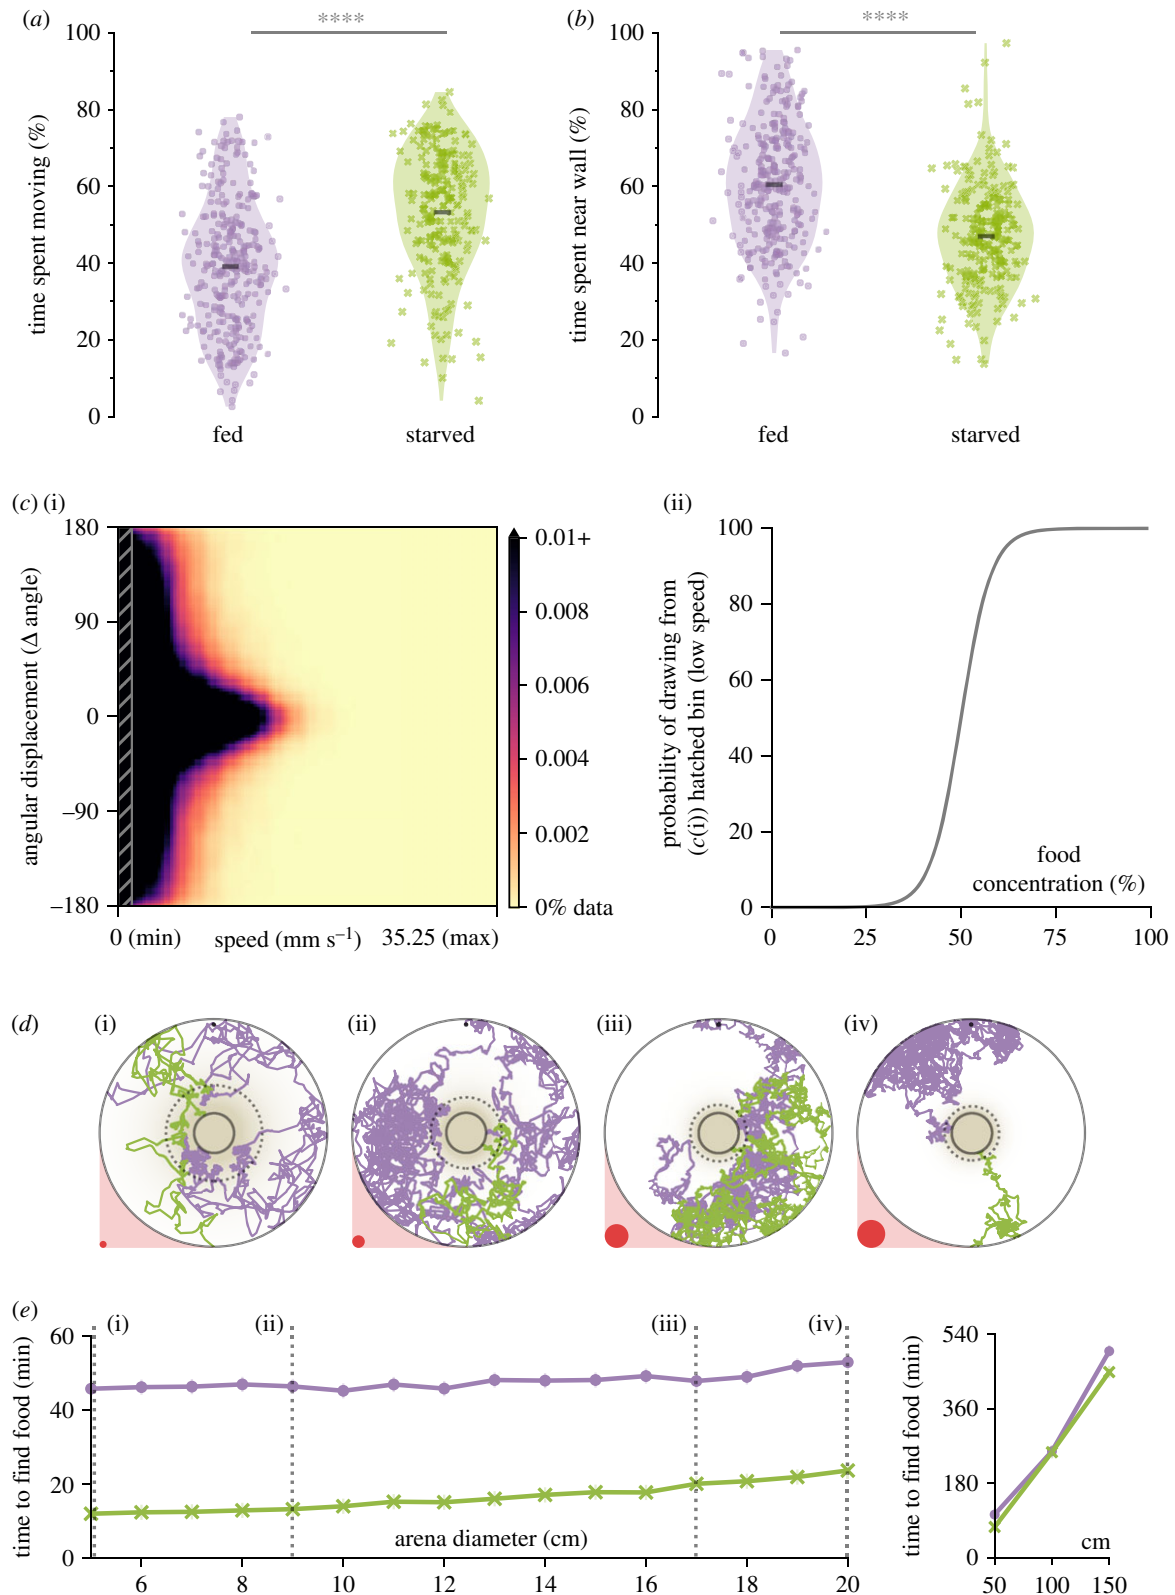 (a)
****
100
80
60
40
20
0
time spent moving (%)
fed
starved
(b)
****
100
80
60
40
20
0
time spent near wall (%)
fed
starved
(c) (i)
180
90
0
–90
–180
angular displacement (Δ angle)
0 (min)
speed (mm s⁻¹)
35.25 (max)
0.01+
0.008
0.006
0.004
0.002
0% data
(ii)
100
80
60
40
20
0
probability of drawing from
(c(i)) hatched bin (low speed)
food
concentration (%)
0
25
50
75
100
(d)
(i)
(ii)
(iii)
(iv)
(e)
(i)
(ii)
(iii)
(iv)
60
40
20
0
time to find food (min)
arena diameter (cm)
6
8
10
12
14
16
18
20
540
360
180
0
time to find food (min)
cm
50
100
150